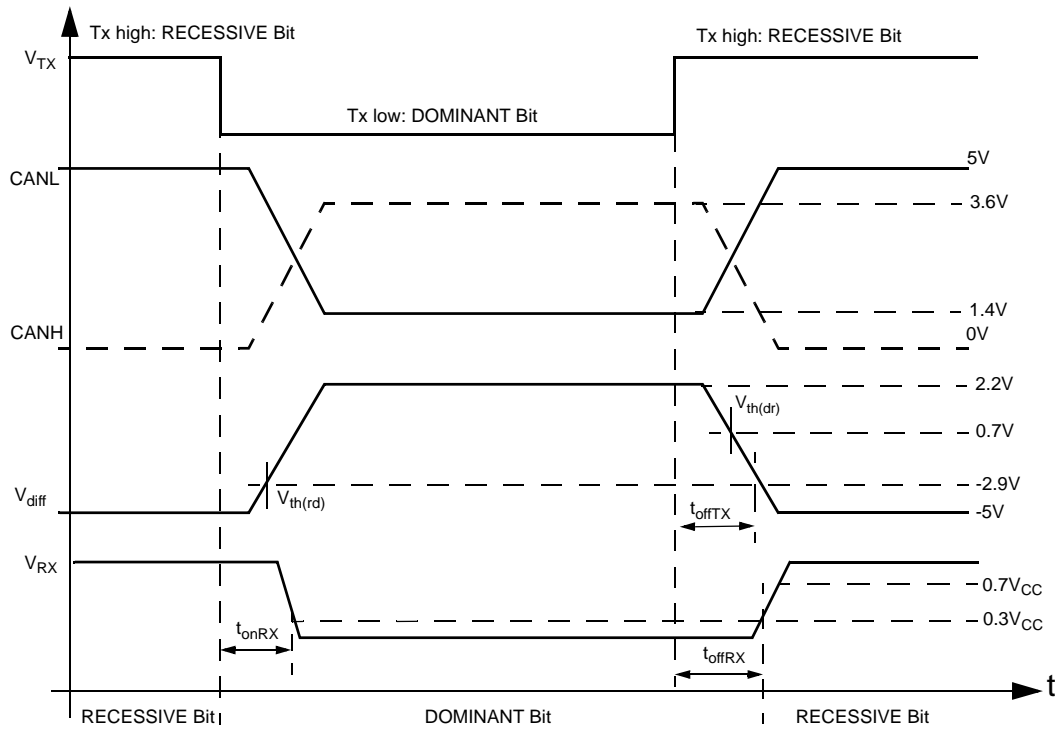 Tx high: RECESSIVE Bit
Tx high: RECESSIVE Bit
VTX
Tx low: DOMINANT Bit
CANL
5V
3.6V
1.4V
CANH
0V
2.2V
Vth(dr)
0.7V
Vth(rd)
-2.9V
Vdiff
toffTX
-5V
VRX
0.7VCC
0.3VCC
tonRX
toffRX
t
RECESSIVE Bit
DOMINANT Bit
RECESSIVE Bit